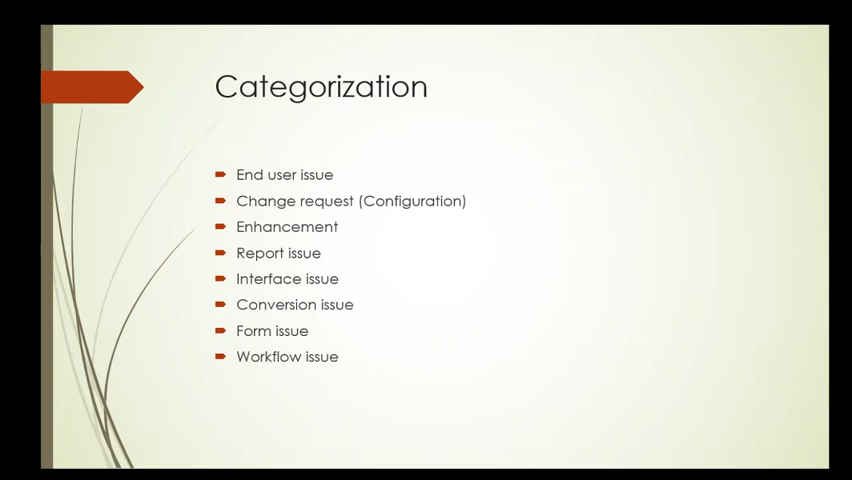 Categorization
End user issue
Change request (Configuration)
Enhancement
Report issue
Interface issue
Conversion issue
Form issue
Workflow issue